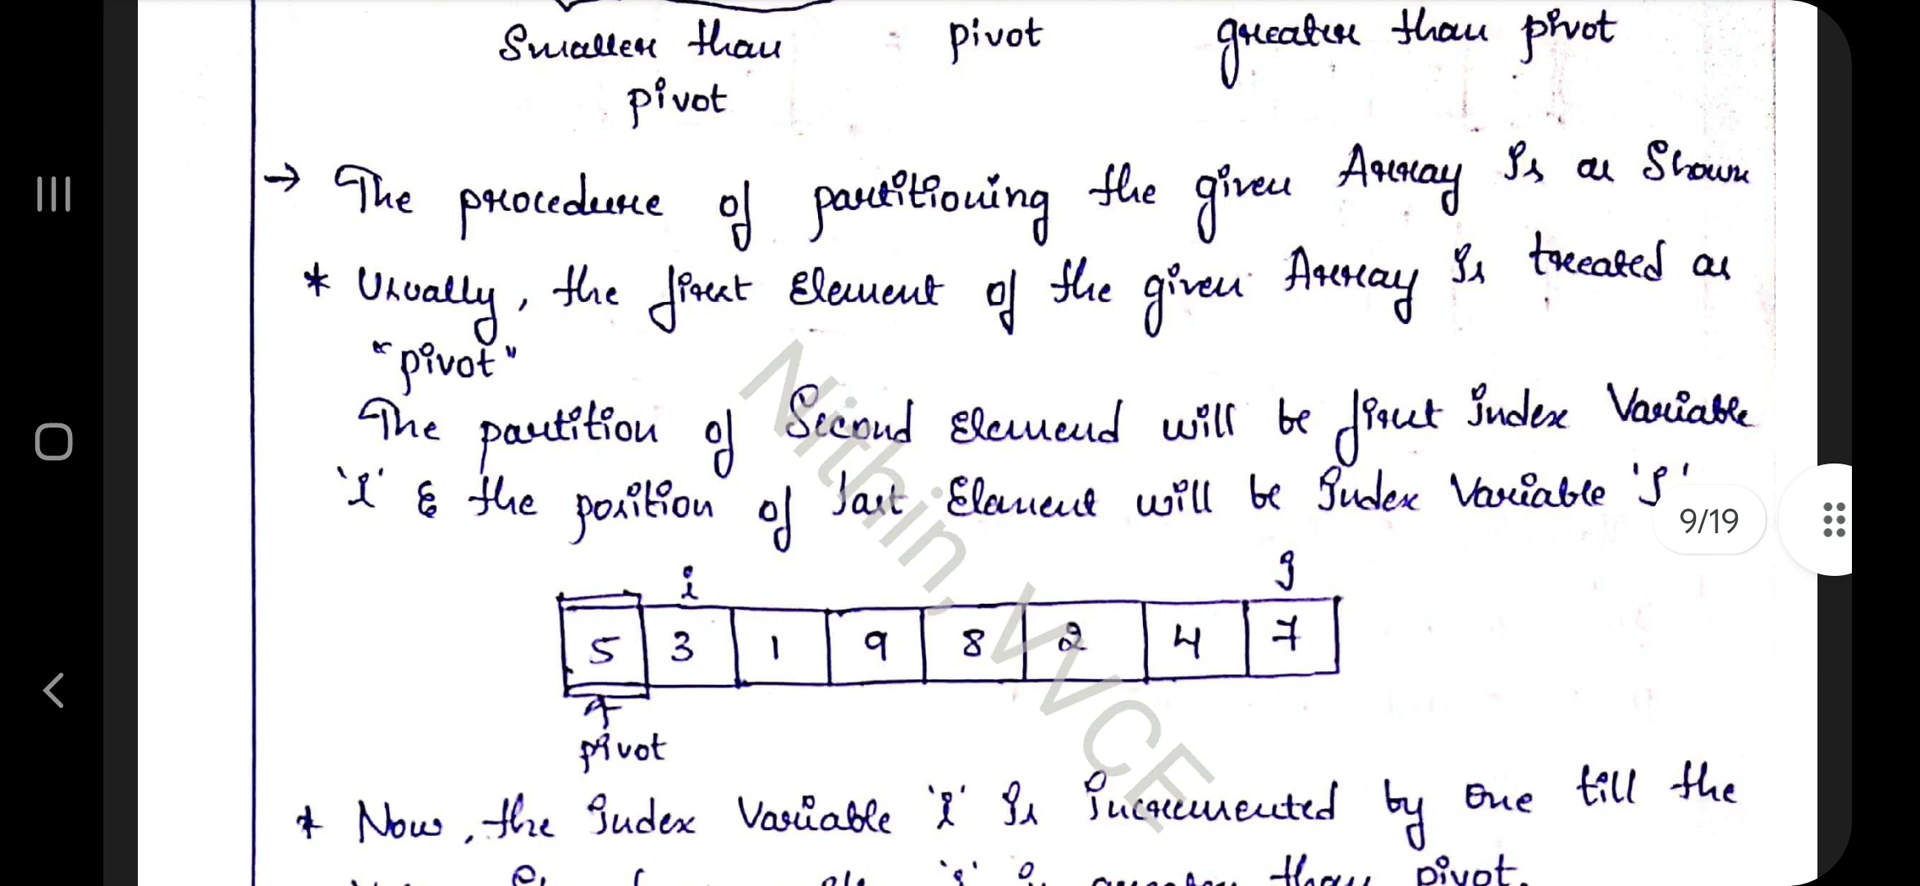 Smaller than pivot greater than pivot
pivot
→ The procedure of partitioning the given Array Is as Shown
* Usually, the first Element of the given Array Is treated as
"pivot"
The partition of Second Elemend will be first index Variable
'i' & the position of last Element will be Index Variable 'J'
9/19
i j
5 3 1 9 8 2 4 7
pivot
* Now, the Index Variable 'i' Is Incremented by one till the
than pivot.
Nithin, VVCE